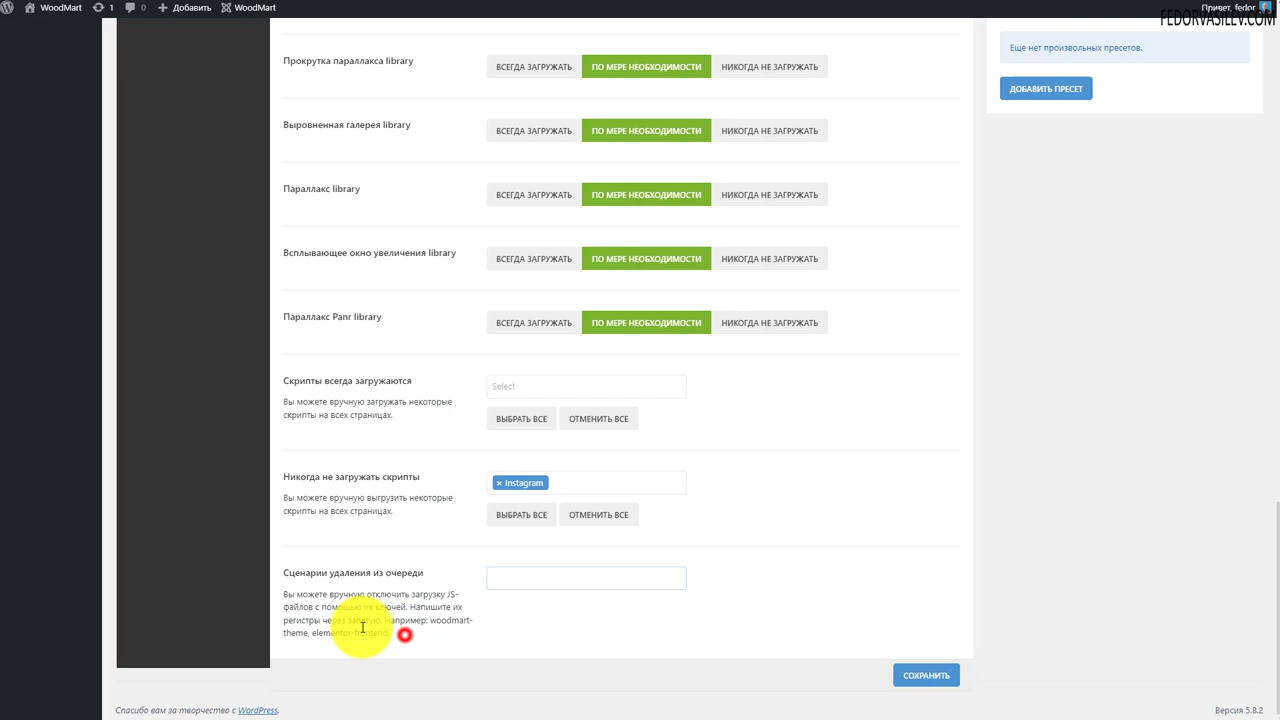 WoodMart 1 0 Добавить WoodMart Привет, fedor
FEDORVASILEV.COM
Еще нет произвольных пресетов.
ДОБАВИТЬ ПРЕСЕТ
Прокрутка параллакса library ВСЕГДА ЗАГРУЖАТЬ ПО МЕРЕ НЕОБХОДИМОСТИ НИКОГДА НЕ ЗАГРУЖАТЬ
Выровненная галерея library ВСЕГДА ЗАГРУЖАТЬ ПО МЕРЕ НЕОБХОДИМОСТИ НИКОГДА НЕ ЗАГРУЖАТЬ
Параллакс library ВСЕГДА ЗАГРУЖАТЬ ПО МЕРЕ НЕОБХОДИМОСТИ НИКОГДА НЕ ЗАГРУЖАТЬ
Всплывающее окно увеличения library ВСЕГДА ЗАГРУЖАТЬ ПО МЕРЕ НЕОБХОДИМОСТИ НИКОГДА НЕ ЗАГРУЖАТЬ
Параллакс Panr library ВСЕГДА ЗАГРУЖАТЬ ПО МЕРЕ НЕОБХОДИМОСТИ НИКОГДА НЕ ЗАГРУЖАТЬ
Скрипты всегда загружаются
Select
Вы можете вручную загружать некоторые
скрипты на всех страницах.
ВЫБРАТЬ ВСЕ ОТМЕНИТЬ ВСЕ
Никогда не загружать скрипты
× Instagram
Вы можете вручную выгрузить некоторые
скрипты на всех страницах.
ВЫБРАТЬ ВСЕ ОТМЕНИТЬ ВСЕ
Сценарии удаления из очереди
Вы можете вручную отключить загрузку JS-
файлов с помощью их ключей. Напишите их
регистры через запятую. Например: woodmart-
theme, elementor-frontend
СОХРАНИТЬ
Спасибо вам за творчество с WordPress. Версия 5.8.2